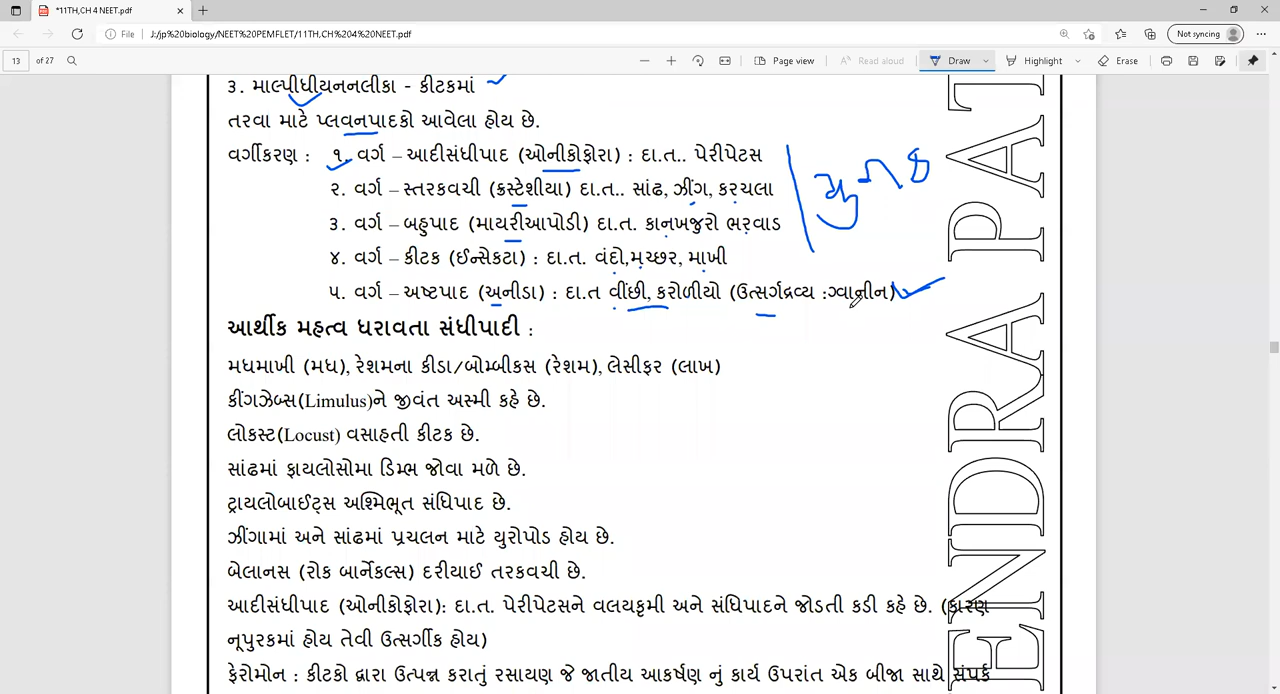 *11TH,CH 4 NEET.pdf
File J:/jp%20biology/NEET%20PEMFLET/11TH,CH%204%20NEET.pdf
Not syncing
13 of 27
Page view
Read aloud
Draw
Highlight
Erase
૩. માલ્પીધીયનનલીકા - કીટકમાં
તરવા માટે પ્લવનપાદકો આવેલા હોય છે.
વર્ગીકરણ : ૧. વર્ગ – આદીસંધીપાદ (ઓનીકોફોરા) : દા.ત.. પેરીપેટસ
૨. વર્ગ – સ્તરકવચી (ક્રસ્ટેશીયા) દા.ત.. સાંઢ, ઝીંગ, કરચલા
૩. વર્ગ – બહુપાદ (માયરીઆપોડી) દા.ત. કાનખજુરો ભરવાડ
૪. વર્ગ – કીટક (ઈન્સેકટા) : દા.ત. વંદો,મચ્છર, માખી
૫. વર્ગ – અષ્ટપાદ (અનીડા) : દા.ત વીંછી, કરોળીયો (ઉત્સર્ગદ્રવ્ય :ગ્વાનીન)
આર્થીક મહત્વ ધરાવતા સંધીપાદી :
મધમાખી (મધ), રેશમના કીડા/બોમ્બીકસ (રેશમ), લેસીફર (લાખ)
કીંગઝેબ્સ(Limulus)ને જીવંત અસ્મી કહે છે.
લોકસ્ટ(Locust) વસાહતી કીટક છે.
સાંઢમાં ફાયલોસોમા ડિમ્ભ જોવા મળે છે.
ટ્રાયલોબાઈટ્સ અશ્મિભૂત સંધિપાદ છે.
ઝીંગામાં અને સાંઢમાં પ્રચલન માટે યુરોપોડ હોય છે.
બેલાનસ (રોક બાર્નેકલ્સ) દરીયાઈ તરકવચી છે.
આદીસંધીપાદ (ઓનીકોફોરા): દા.ત. પેરીપેટસને વલયકૃમી અને સંધિપાદને જોડતી કડી કહે છે. (કારણ
નૂપુરકમાં હોય તેવી ઉત્સર્ગીક હોય)
ફેરોમોન : કીટકો દ્વારા ઉત્પન્ન કરાતું રસાયણ જે જાતીય આકર્ષણ નું કાર્ય ઉપરાંત એક બીજા સાથે સંપર્ક
ENDRA PAT